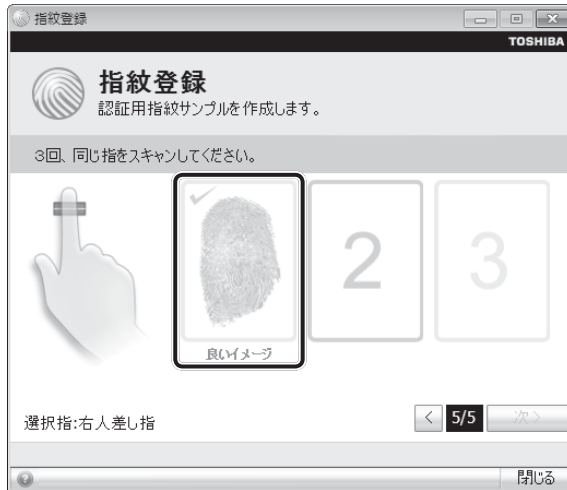 指紋登録
TOSHIBA
指紋登録
認証用指紋サンプルを作成します。
3回、同じ指をスキャンしてください。
2
3
良いイメージ
選択指:右人差し指
< 5/5 次 >
?
閉じる